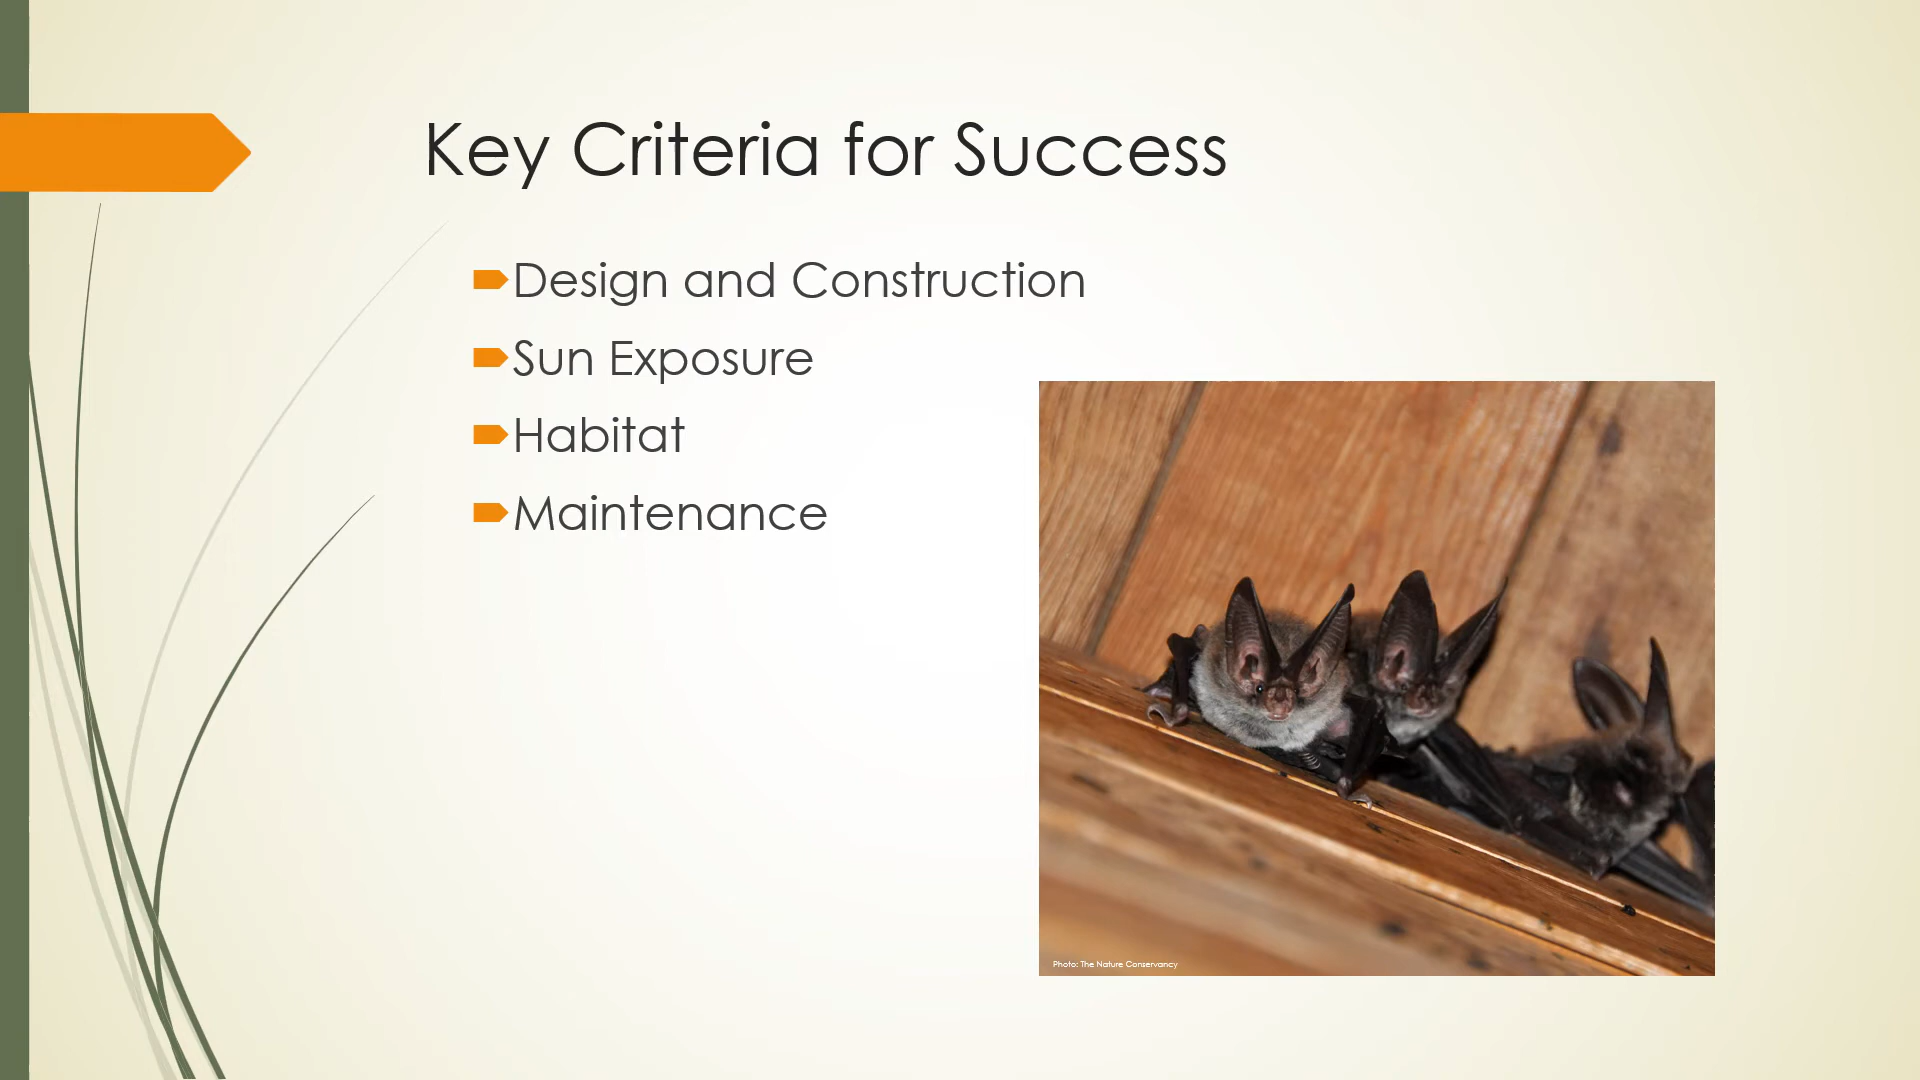 Key Criteria for Success
Design and Construction
Sun Exposure
Habitat
Maintenance
Photo: The Nature Conservancy